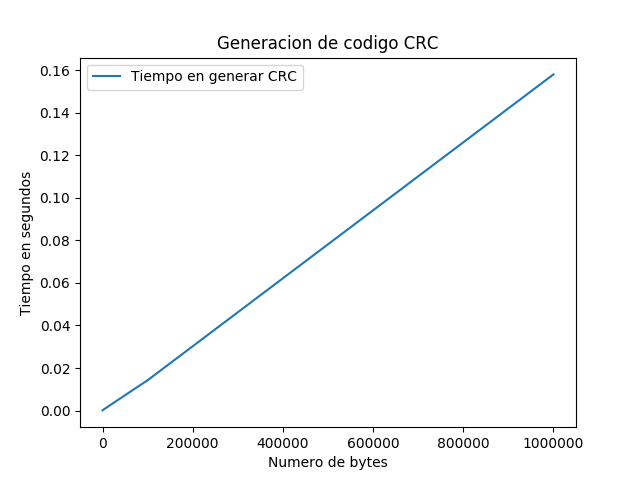 Generacion de codigo CRC
Tiempo en generar CRC
0.16
0.14
0.12
0.10
0.08
0.06
0.04
0.02
0.00
Tiempo en segundos
0 200000 400000 600000 800000 1000000
Numero de bytes